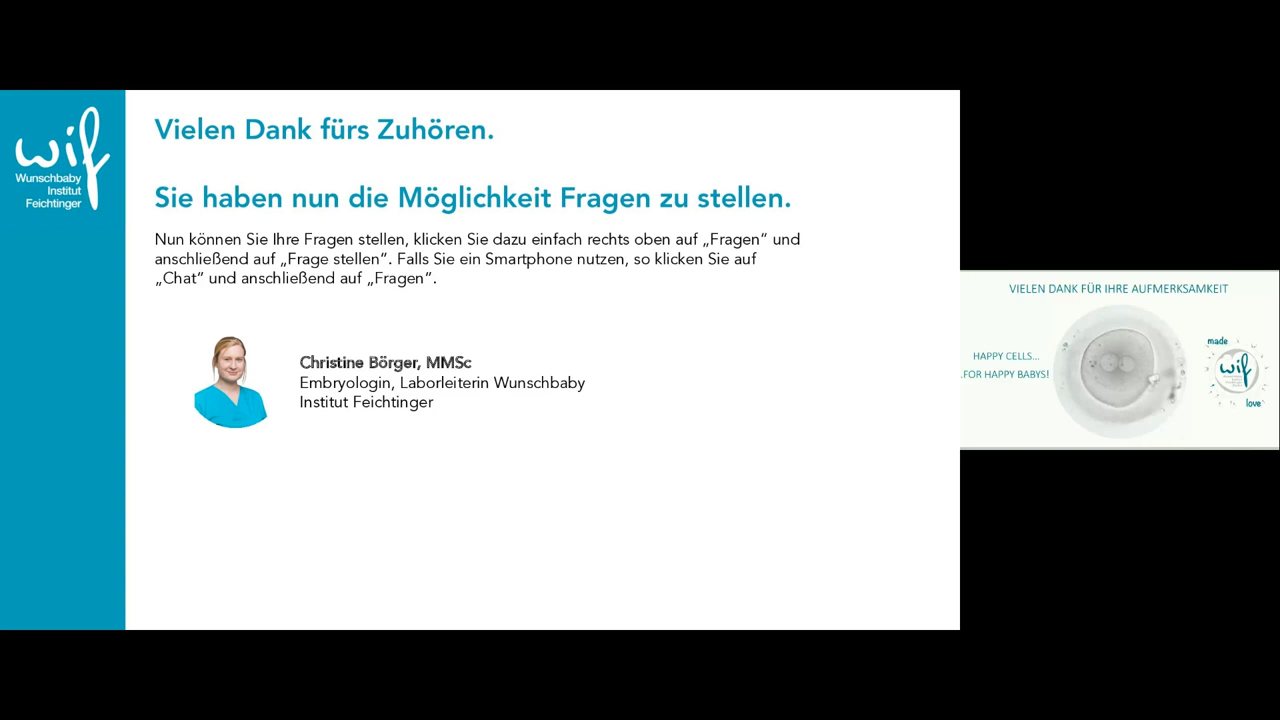 wif
Wunschbaby
Institut
Feichtinger
Vielen Dank fürs Zuhören.
Sie haben nun die Möglichkeit Fragen zu stellen.
Nun können Sie Ihre Fragen stellen, klicken Sie dazu einfach rechts oben auf „Fragen“ und
anschließend auf „Frage stellen“. Falls Sie ein Smartphone nutzen, so klicken Sie auf
„Chat“ und anschließend auf „Fragen“.
Christine Börger, MMSc
Embryologin, Laborleiterin Wunschbaby
Institut Feichtinger
VIELEN DANK FÜR IHRE AUFMERKSAMKEIT
HAPPY CELLS...
.FOR HAPPY BABYS!
made
wif
love